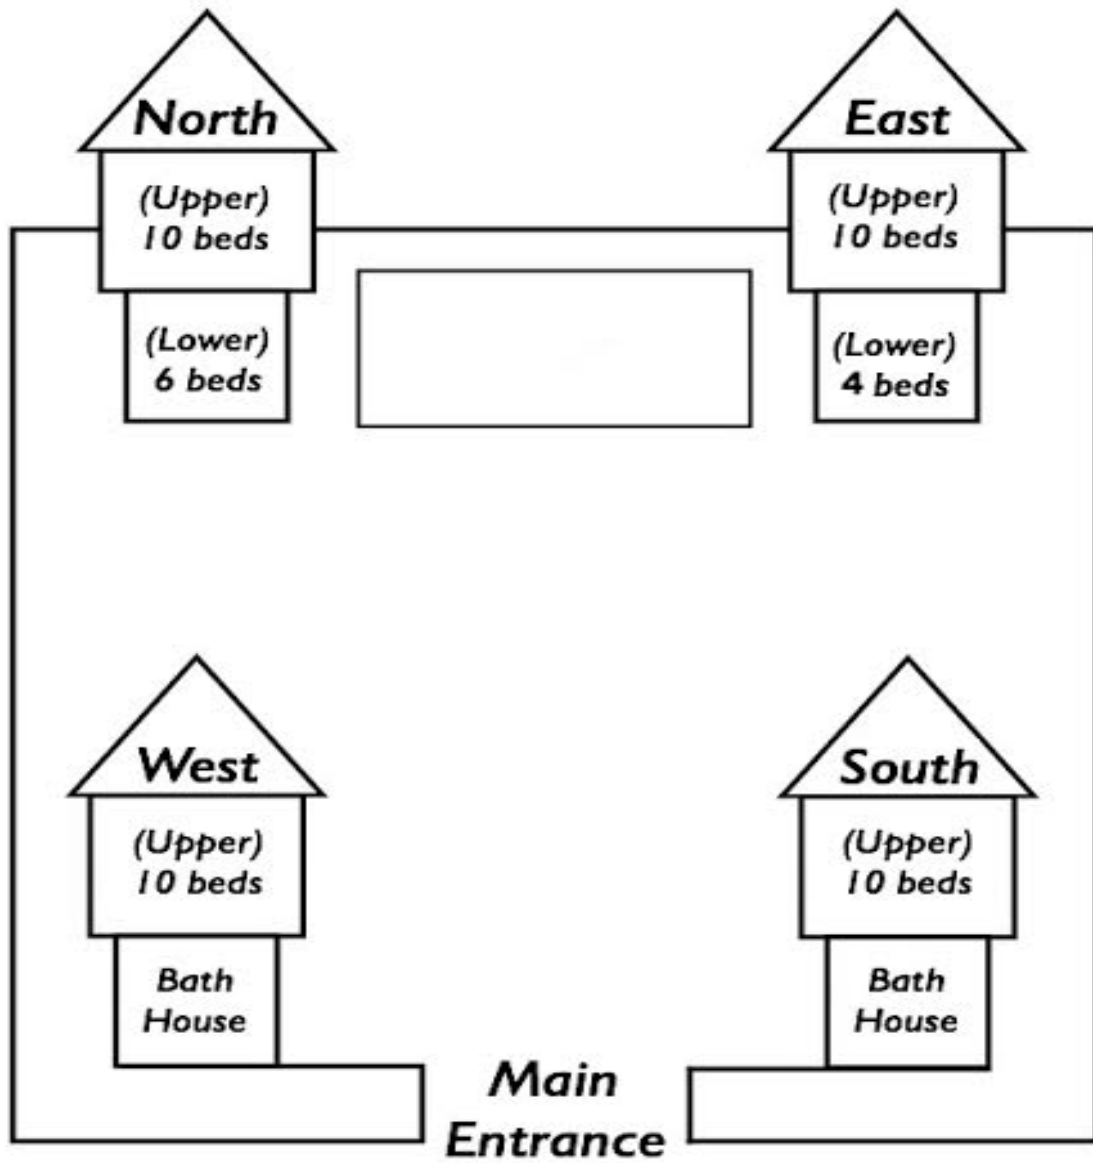 North
(Upper)
10 beds
(Lower)
6 beds
East
(Upper)
10 beds
(Lower)
4 beds
West
(Upper)
10 beds
Bath
House
South
(Upper)
10 beds
Bath
House
Main
Entrance